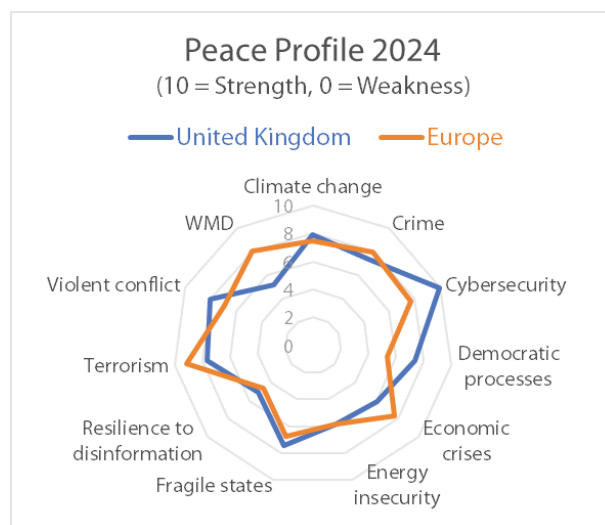 Peace Profile 2024
(10 = Strength, 0 = Weakness)
United Kingdom
Europe
Climate change
Crime
Cybersecurity
Democratic
processes
Economic
crises
Energy
insecurity
Fragile states
Resilience to
disinformation
Terrorism
Violent conflict
WMD
10
8
6
4
2
0